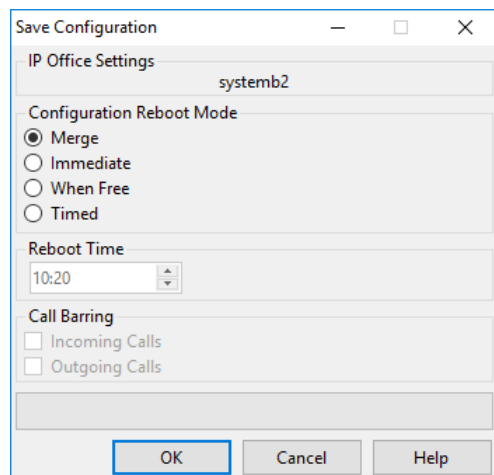 Save Configuration
IP Office Settings
systemb2
Configuration Reboot Mode
Merge
Immediate
When Free
Timed
Reboot Time
10:20
Call Barring
Incoming Calls
Outgoing Calls
OK Cancel Help